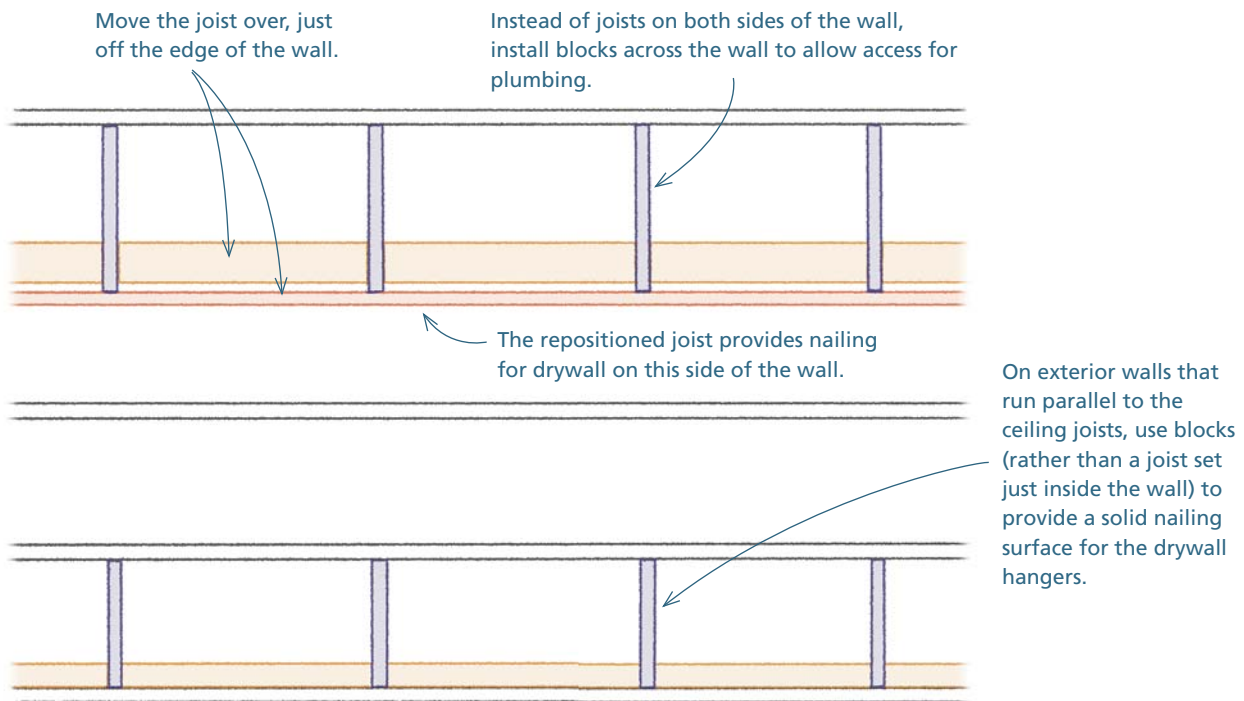 Move the joist over, just
off the edge of the wall.
Instead of joists on both sides of the wall,
install blocks across the wall to allow access for
plumbing.
The repositioned joist provides nailing
for drywall on this side of the wall.
On exterior walls that
run parallel to the
ceiling joists, use blocks
(rather than a joist set
just inside the wall) to
provide a solid nailing
surface for the drywall
hangers.